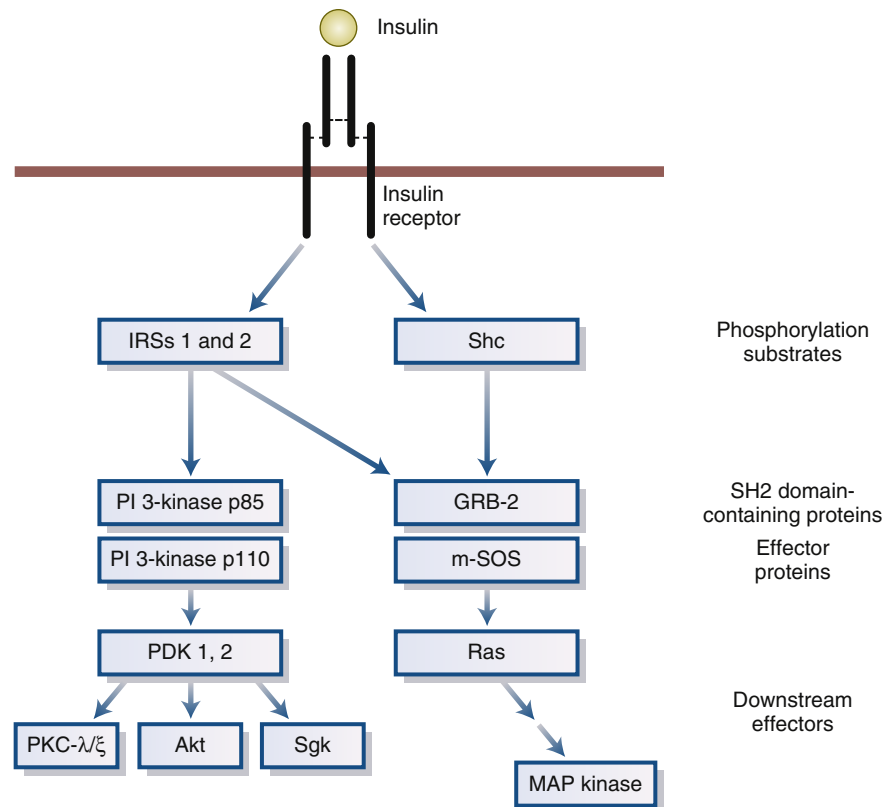 Insulin
Insulin
receptor
IRSs 1 and 2
Shc
Phosphorylation
substrates
PI 3-kinase p85
GRB-2
SH2 domain-
containing proteins
PI 3-kinase p110
m-SOS
Effector
proteins
PDK 1, 2
Ras
Downstream
effectors
PKC-λ/ξ
Akt
Sgk
MAP kinase